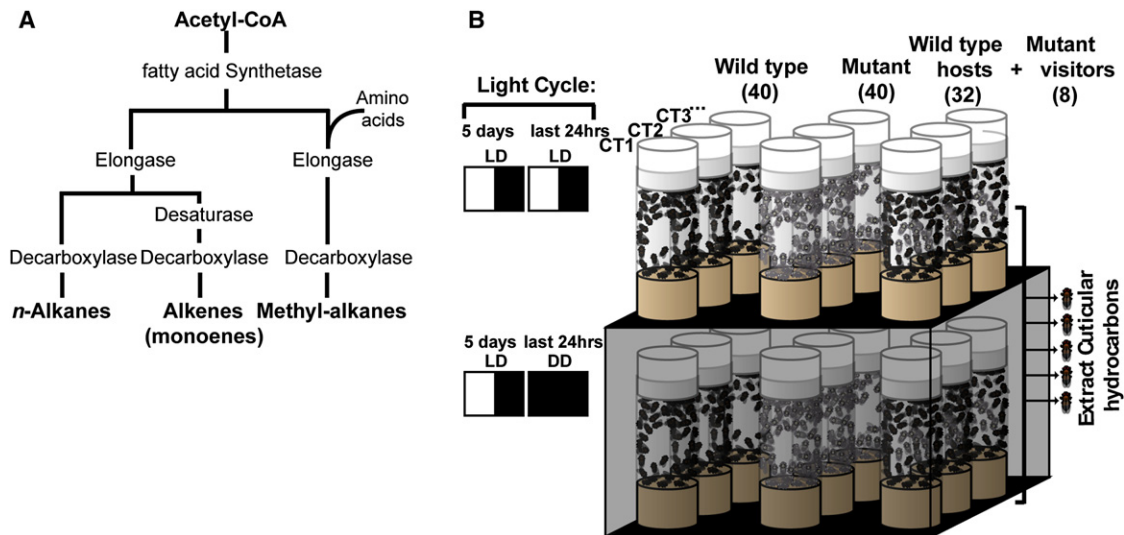 A
Acetyl-CoA
fatty acid Synthetase
Amino
acids
Elongase
Elongase
Desaturase
Decarboxylase
Decarboxylase
Decarboxylase
n-Alkanes
Alkenes
(monoenes)
Methyl-alkanes
B
Light Cycle:
5 days
last 24hrs
LD
LD
5 days
last 24hrs
LD
DD
Wild type
(40)
Mutant
(40)
Wild type
hosts
(32)
+
Mutant
visitors
(8)
CT1
CT2
CT3...
Extract Cuticular
hydrocarbons